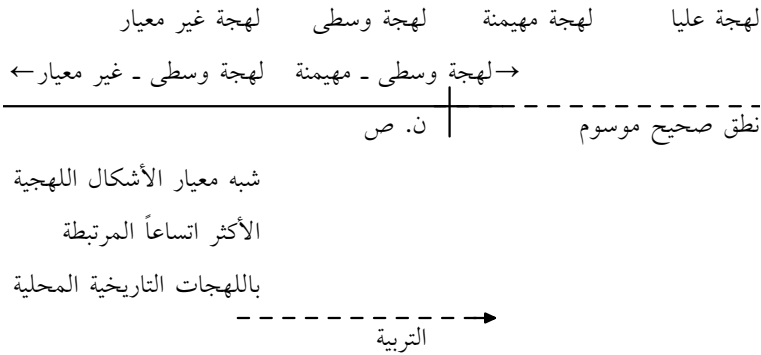 لهجة عليا لهجة مهيمنة لهجة وسطى لهجة غير معيار
→لهجة وسطى ـ مهيمنة لهجة وسطى ـ غير معيار←
نطق صحيح موسوم ن. ص
شبه معيار الأشكال اللهجية
الأكثر اتساعاً المرتبطة
باللهجات التاريخية المحلية
التربية